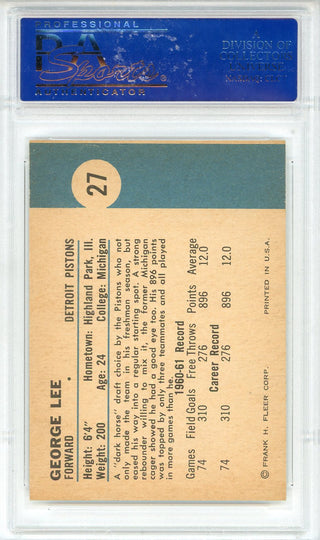 PROFESSIONAL
PSA
Sports
AUTHENTICATOR
A
DIVISION OF
COLLECTORS
27
GEORGE LEE
FORWARD • DETROIT PISTONS
Height: 6'4" Hometown: Highland Park, Ill.
Weight: 200 Age: 24 College: Michigan
A "dark horse" draft choice by the Pistons who not
only made the team in his freshman season, but
eased his way into a regular starting spot. A strong
rebounder willing to mix it, the former Michigan
cager showed he had a good eye too. His 896 points
was topped by only three teammates and all played
in more games than he.
1960-61 Record
Games Field Goals Free Throws Points Average
74 310 276 896 12.0
Career Record
74 310 276 896 12.0
© FRANK H. FLEER CORP. PRINTED IN U.S.A.